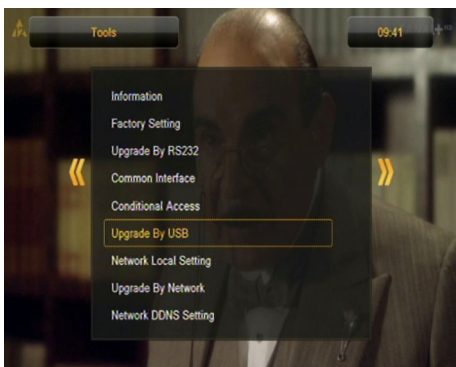 Tools
09:41
Information
Factory Setting
Upgrade By RS232
Common Interface
Conditional Access
Upgrade By USB
Network Local Setting
Upgrade By Network
Network DDNS Setting